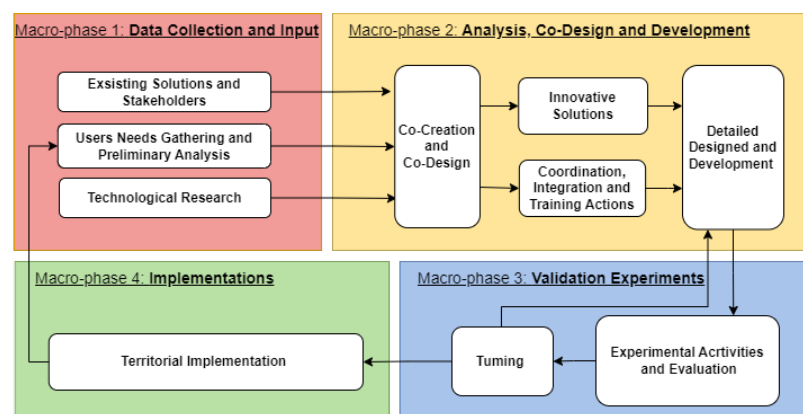 Macro-phase 1: Data Collection and Input
Exsisting Solutions and
Stakeholders
Users Needs Gathering and
Preliminary Analysis
Technological Research
Macro-phase 2: Analysis, Co-Design and Development
Co-Creation
and
Co-Design
Innovative
Solutions
Coordination,
Integration and
Training Actions
Detailed
Designed and
Development
Macro-phase 4: Implementations
Territorial Implementation
Macro-phase 3: Validation Experiments
Tuming
Experimental Acrtivities
and Evaluation